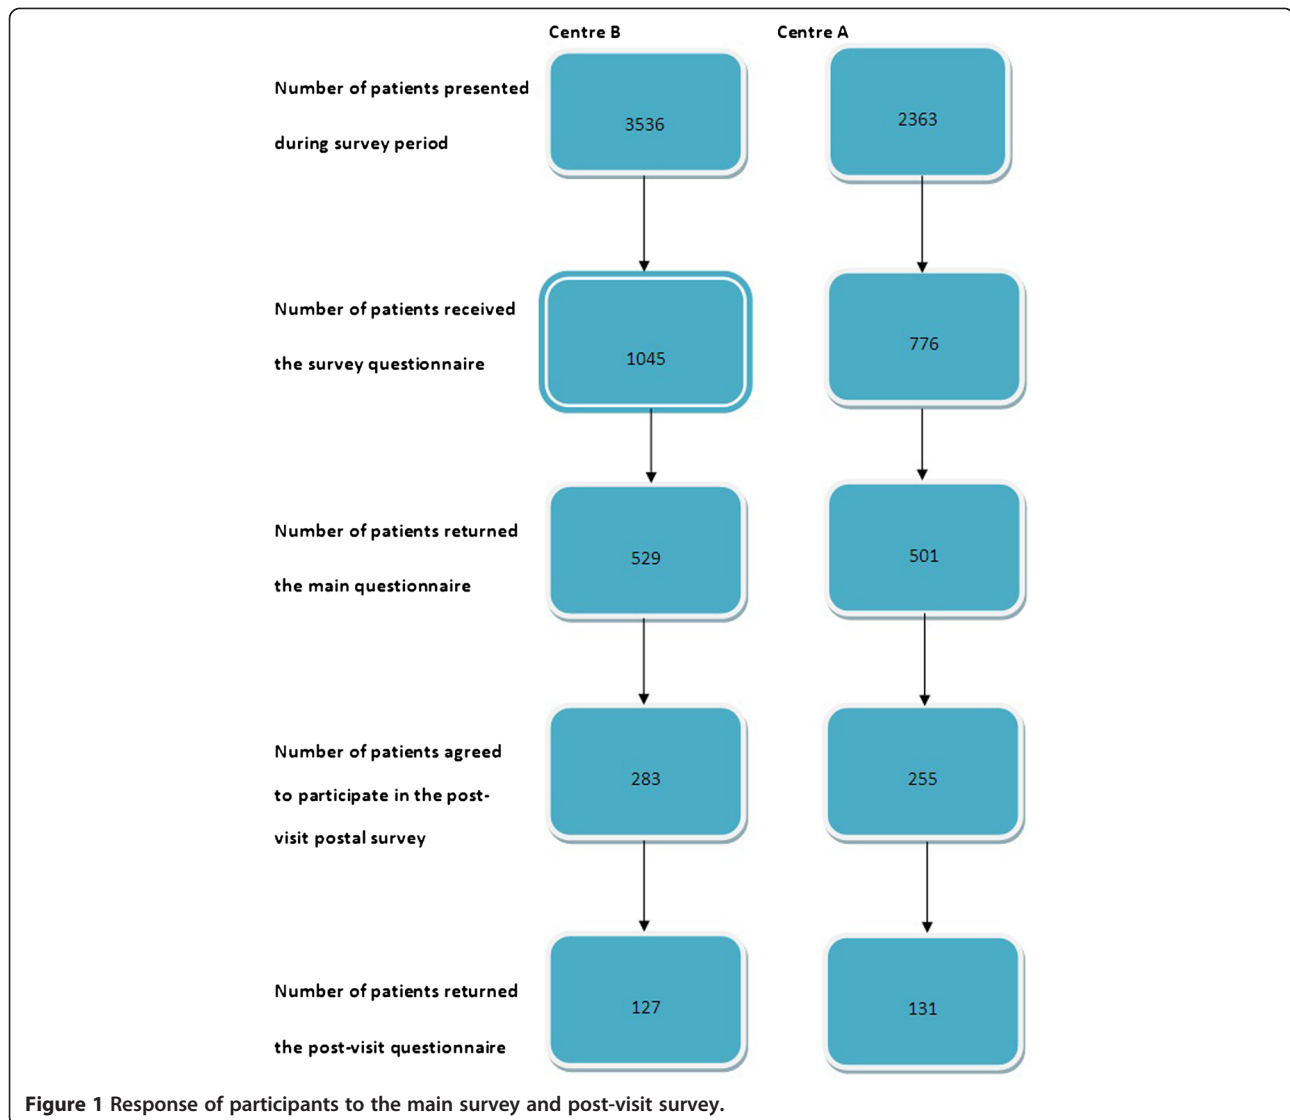 Centre B Centre A
Number of patients presented
during survey period
3536 2363
Number of patients received
the survey questionnaire
1045 776
Number of patients returned
the main questionnaire
529 501
Number of patients agreed
to participate in the post-
visit postal survey
283 255
Number of patients returned
the post-visit questionnaire
127 131
Figure 1 Response of participants to the main survey and post-visit survey.